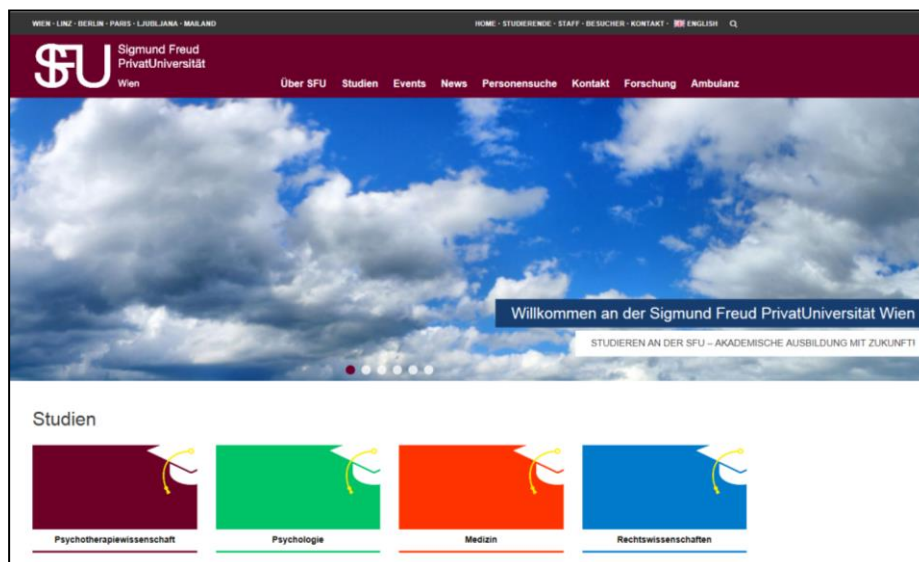 WIEN · LINZ · BERLIN · PARIS · LJUBLJANA · MAILAND
HOME · STUDIERENDE · STAFF · BESUCHER · KONTAKT · ENGLISH
SFU
Sigmund Freud
PrivatUniversität
Wien
Über SFU Studien Events News Personensuche Kontakt Forschung Ambulanz
Willkommen an der Sigmund Freud PrivatUniversität Wien
STUDIEREN AN DER SFU – AKADEMISCHE AUSBILDUNG MIT ZUKUNFT!
Studien
Psychotherapiewissenschaft
Psychologie
Medizin
Rechtswissenschaften